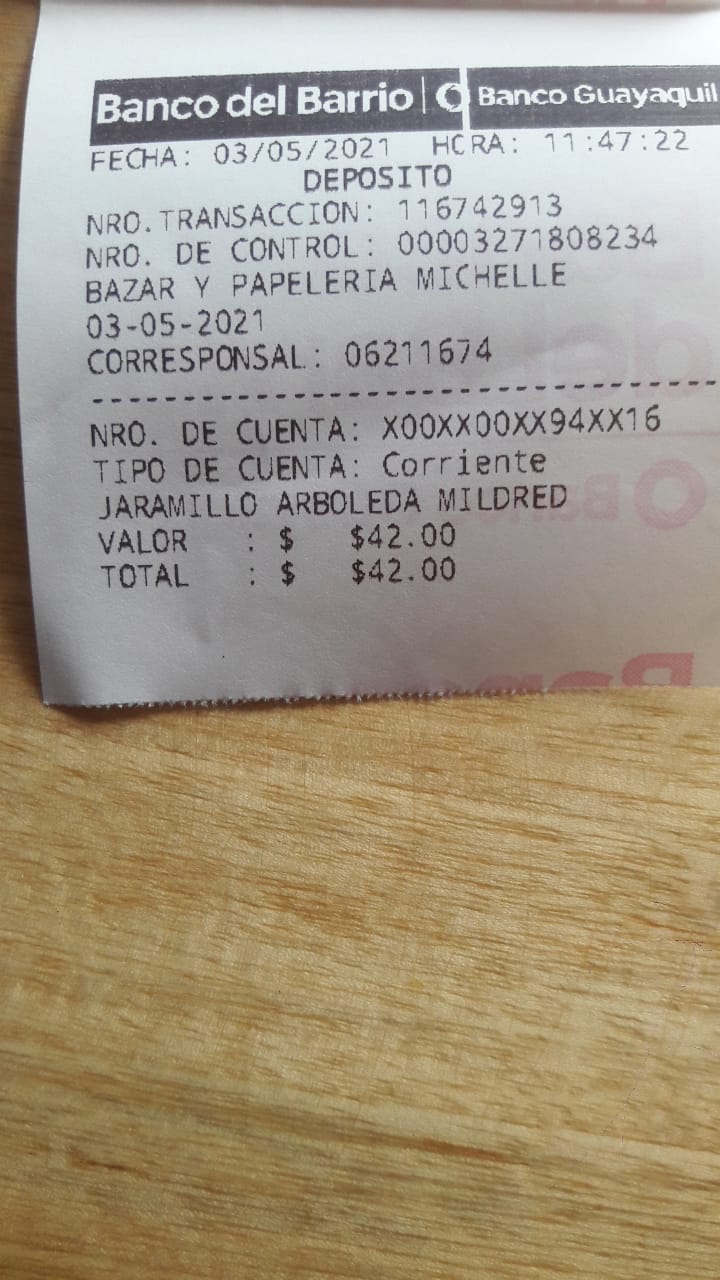 Banco del Barrio | Banco Guayaquil
FECHA: 03/05/2021 HORA: 11:47:22
DEPOSITO
NRO.TRANSACCION: 116742913
NRO. DE CONTROL: 00003271808234
BAZAR Y PAPELERIA MICHELLE
03-05-2021
CORRESPONSAL: 06211674
NRO. DE CUENTA: X00XX00XX94XX16
TIPO DE CUENTA: Corriente
JARAMILLO ARBOLEDA MILDRED
VALOR : $ $42.00
TOTAL : $ $42.00